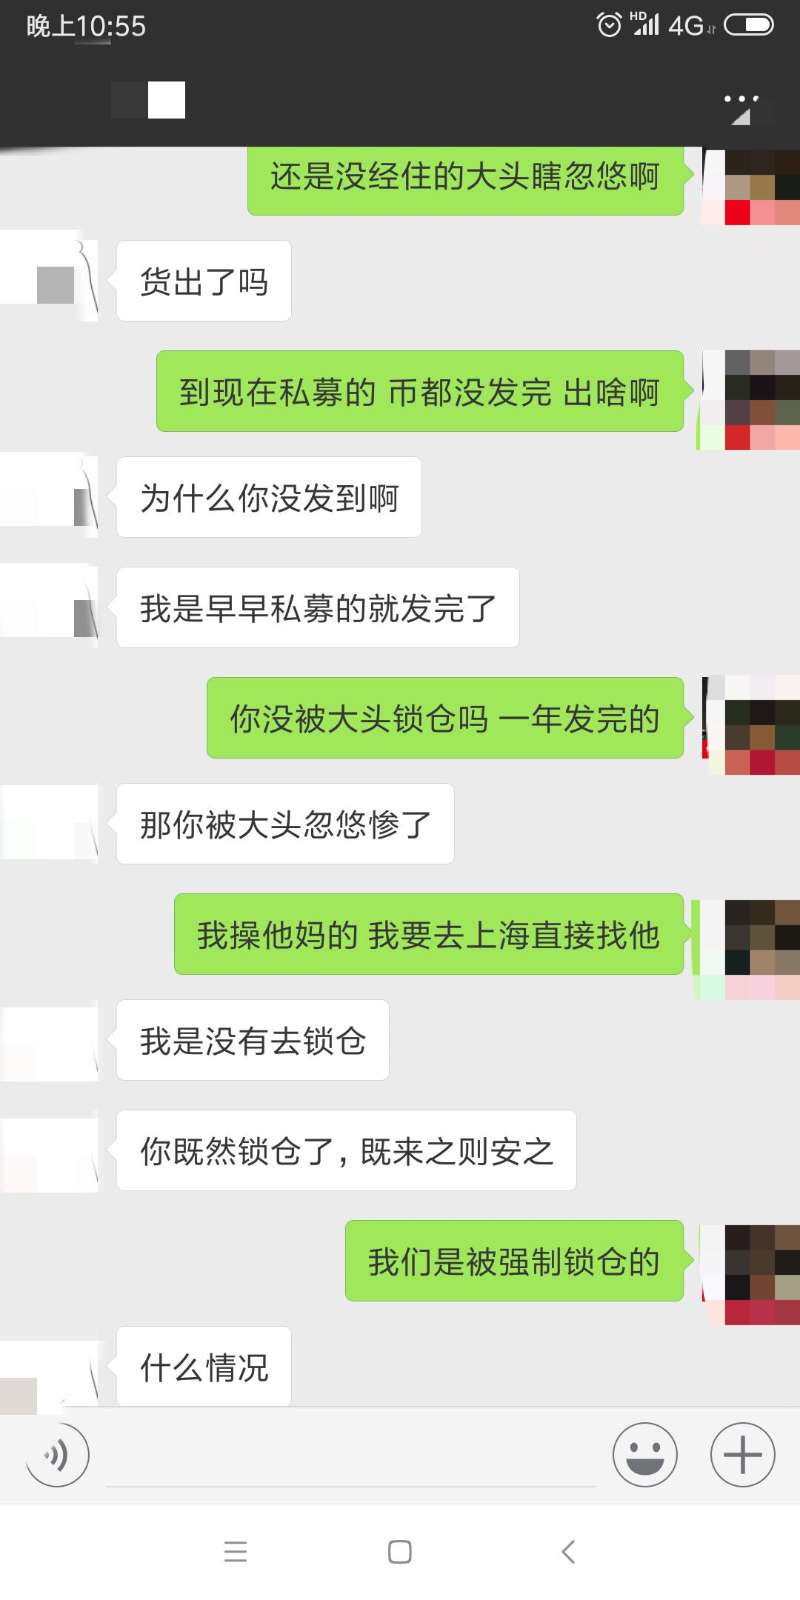 晚上10:55
HD
4G
还是没经住的大头瞎忽悠啊
货出了吗
到现在私募的 币都没发完 出啥啊
为什么你没发到啊
我是早早私募的就发完了
你没被大头锁仓吗 一年发完的
那你被大头忽悠惨了
我操他妈的 我要去上海直接找他
我是没有去锁仓
你既然锁仓了, 既来之则安之
我们是被强制锁仓的
什么情况